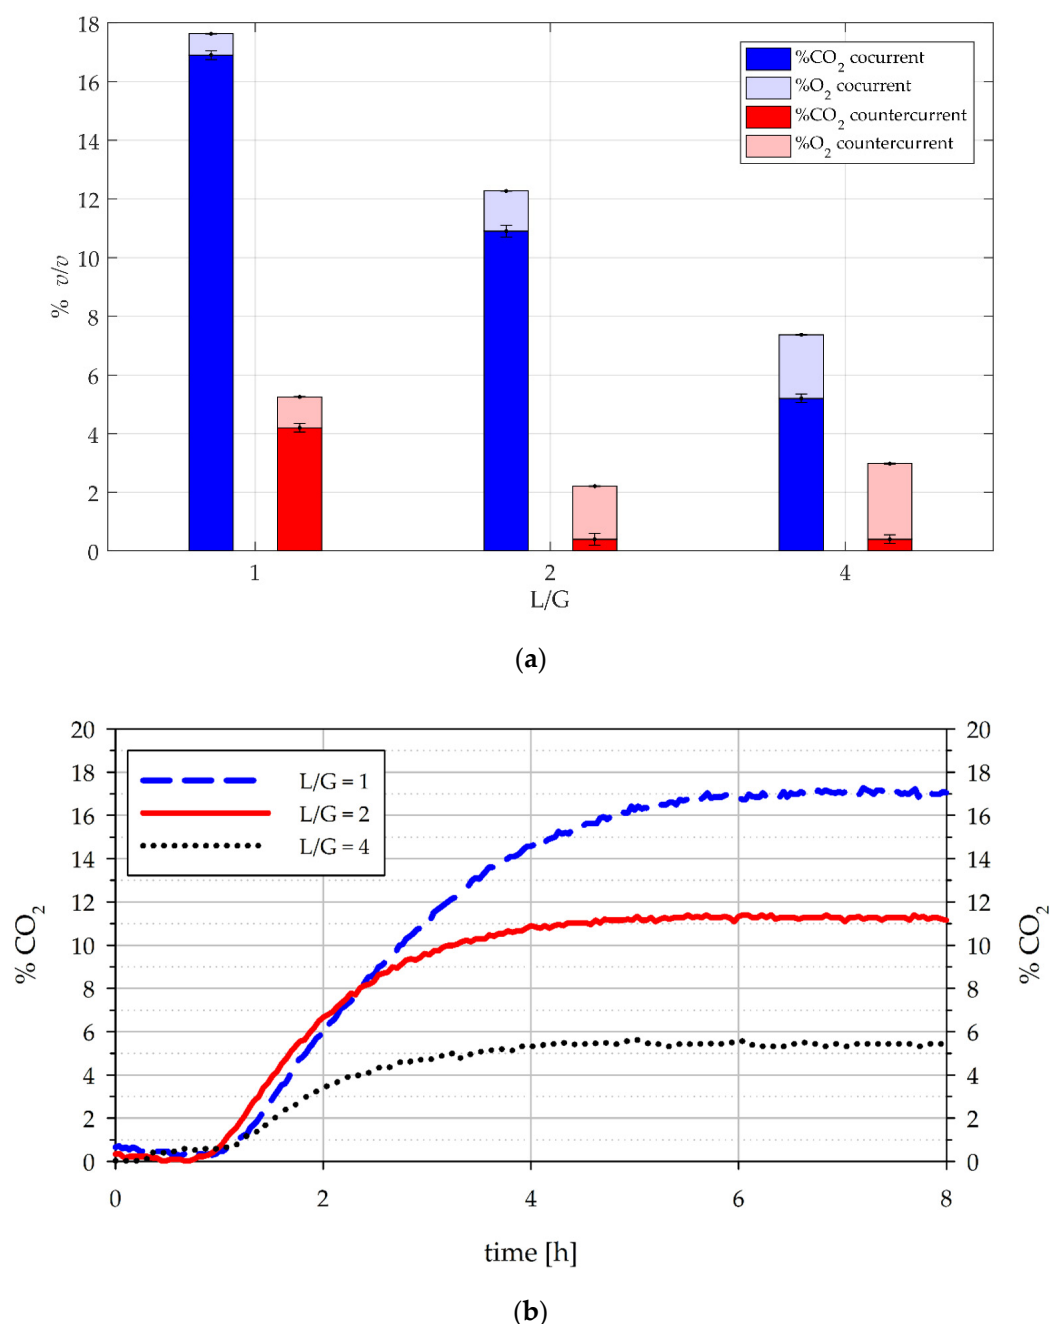 18
16
14
12
10
8
6
4
2
0
% v/v
%CO₂ cocurrent
%O₂ cocurrent
%CO₂ countercurrent
%O₂ countercurrent
1 2 4
L/G
(a)
20 20
18 18
16 16
14 14
12 12
10 10
8 8
6 6
4 4
2 2
0 0
% CO₂
% CO₂
L/G = 1
L/G = 2
L/G = 4
0 2 4 6 8
time [h]
(b)